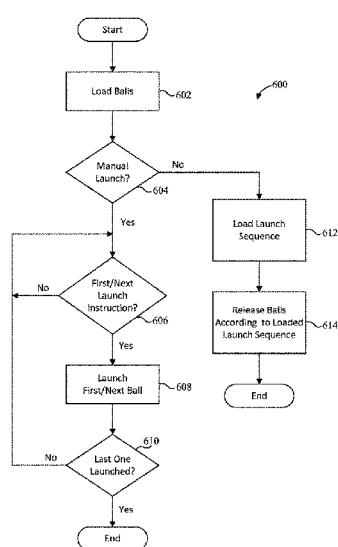 Start
600
Load Balls
602
Manual
Launch?
604
No
Yes
Load Launch
Sequence
612
No
First/Next
Launch
Instruction?
606
Release Balls
According to Loaded
Launch Sequence
614
Yes
Launch
First/Next Ball
608
End
610
No
Last One
Launched?
Yes
End